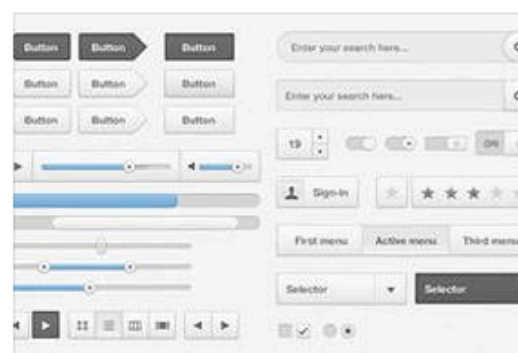 Button Button Button
Button Button Button
Button Button Button
Enter your search here...
Enter your search here...
19
ON
Sign-in
First menu Active menu Third menu
Selector
Selector